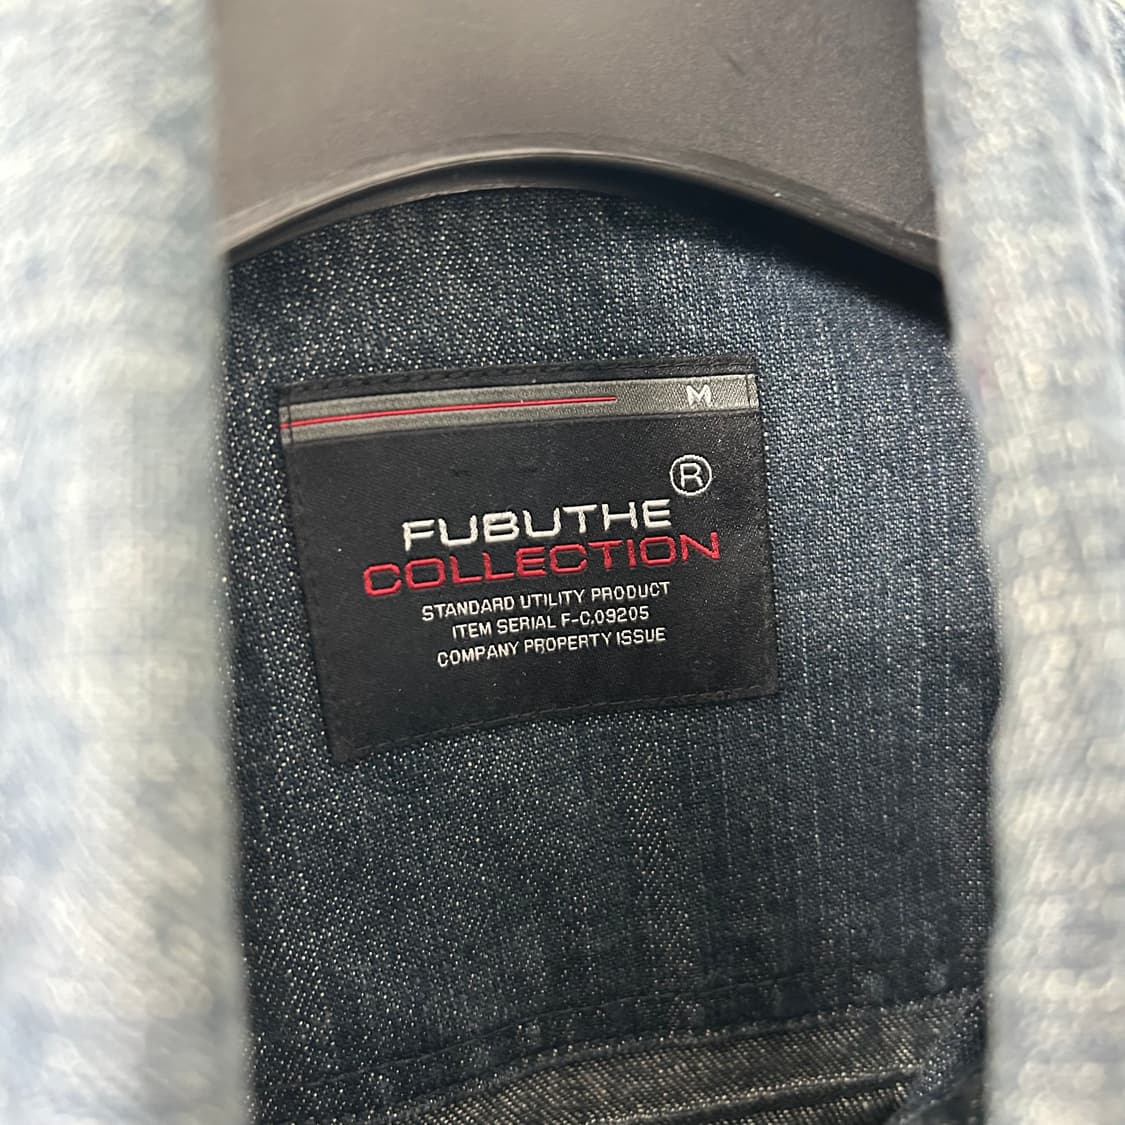 M
®
FUBUTHE
COLLECTION
STANDARD UTILITY PRODUCT
ITEM SERIAL F-C.09205
COMPANY PROPERTY ISSUE